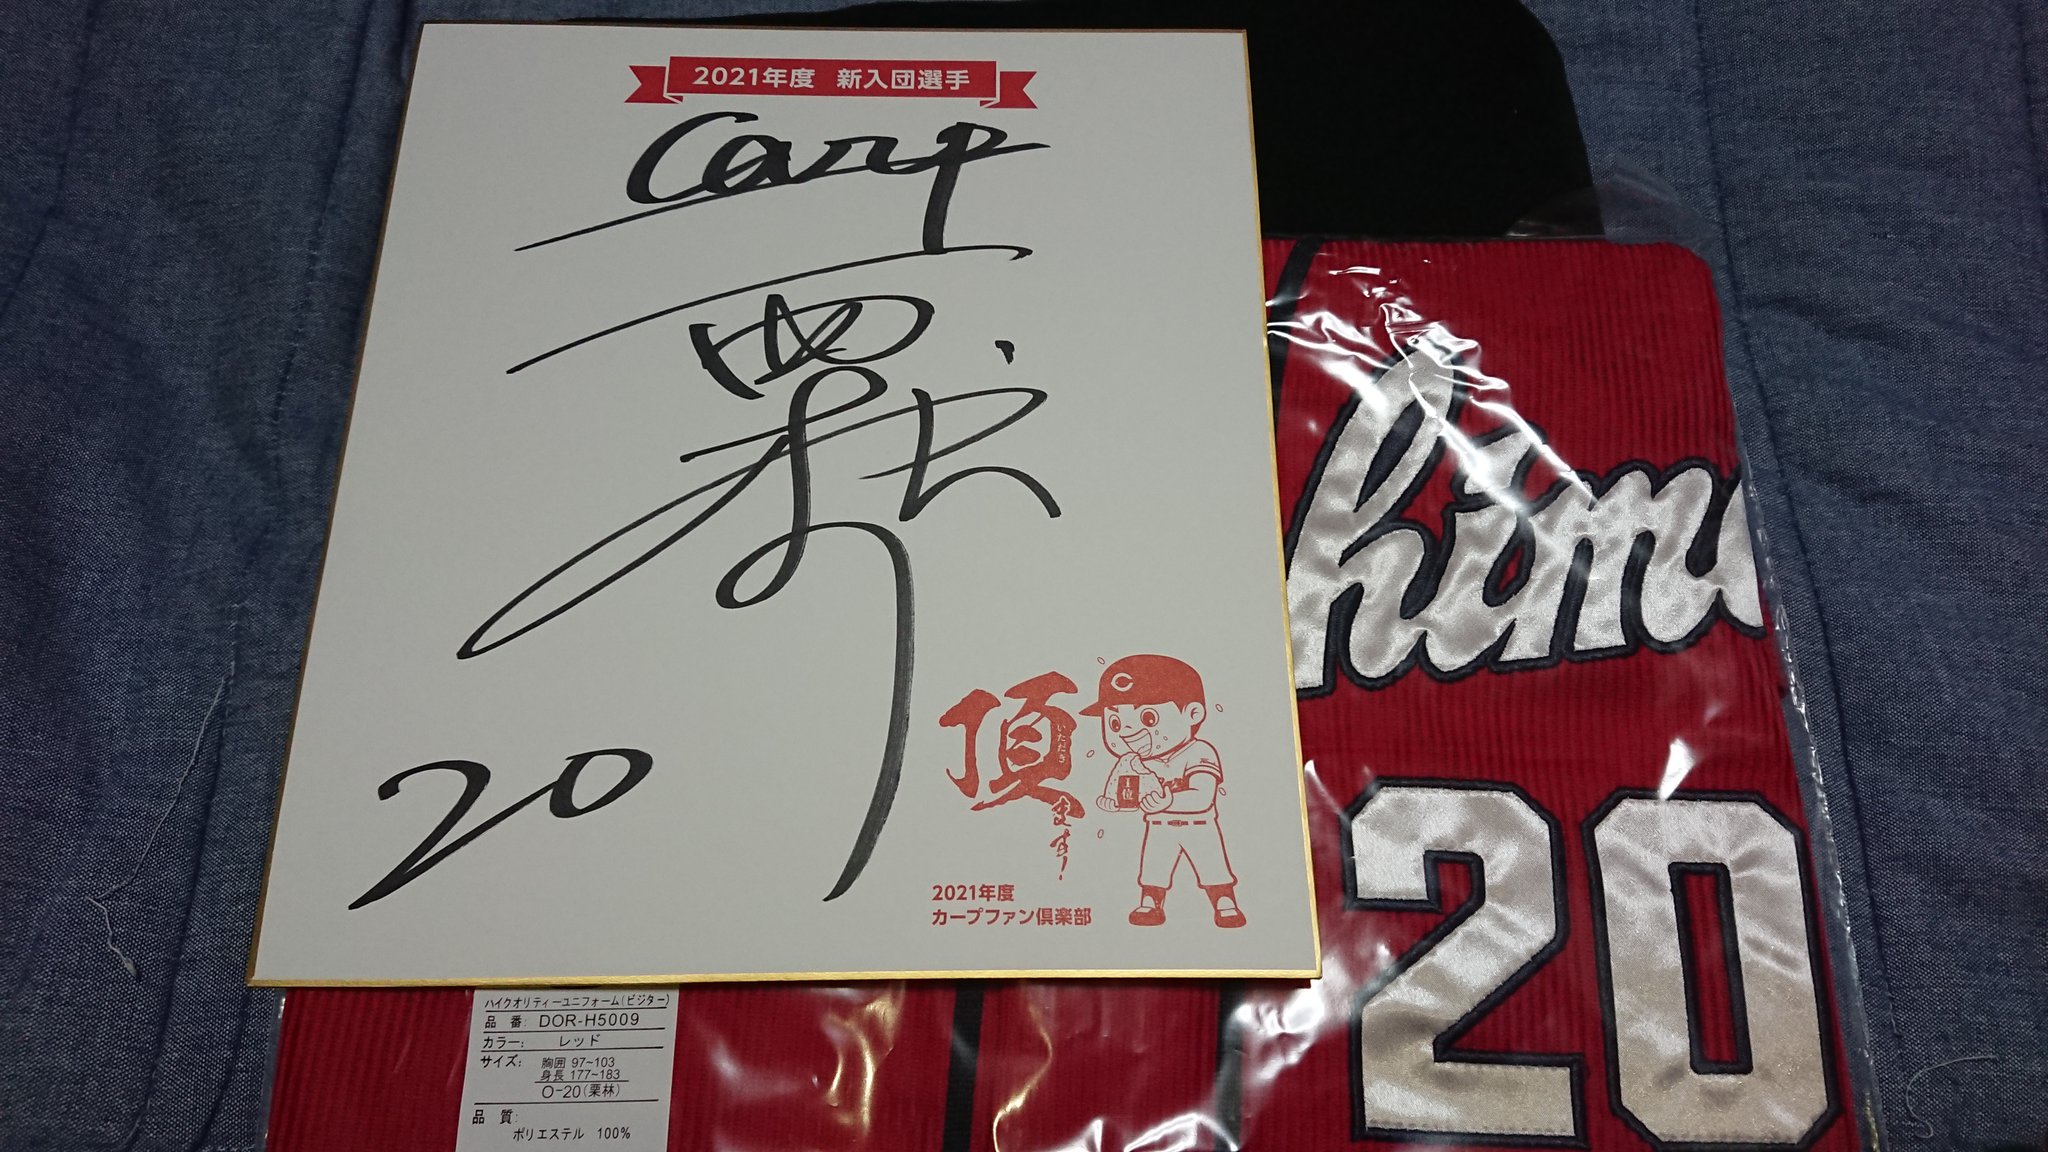 2021年度 新入団選手
Carp
20
頂
いただき
ます!
1位
C
2021年度
カープファン倶楽部
him
20
ハイクオリティーユニフォーム(ビジター)
品 番: DOR-H5009
カラー: レッド
サイズ: 胸囲 97~103
身長 177~183
O-20(栗林)
品 質:
ポリエステル 100%